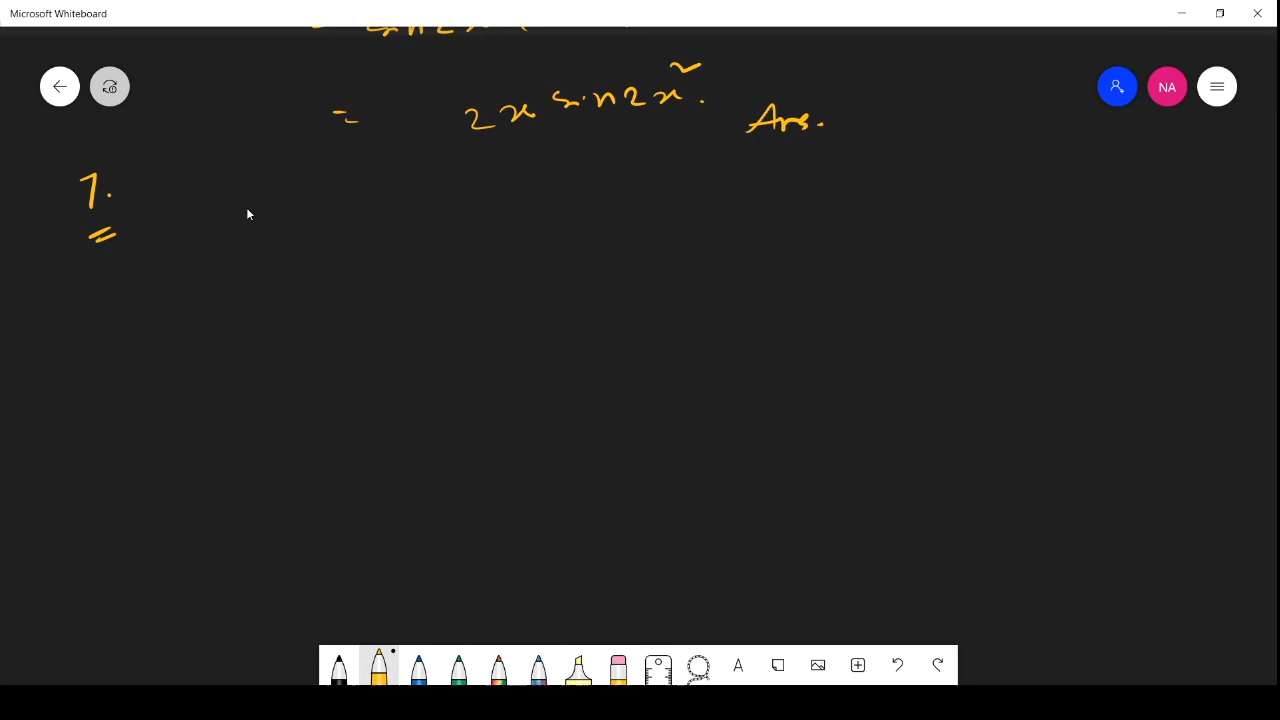 Microsoft Whiteboard
= 2x sin2x². Ans.
NA
7.
A